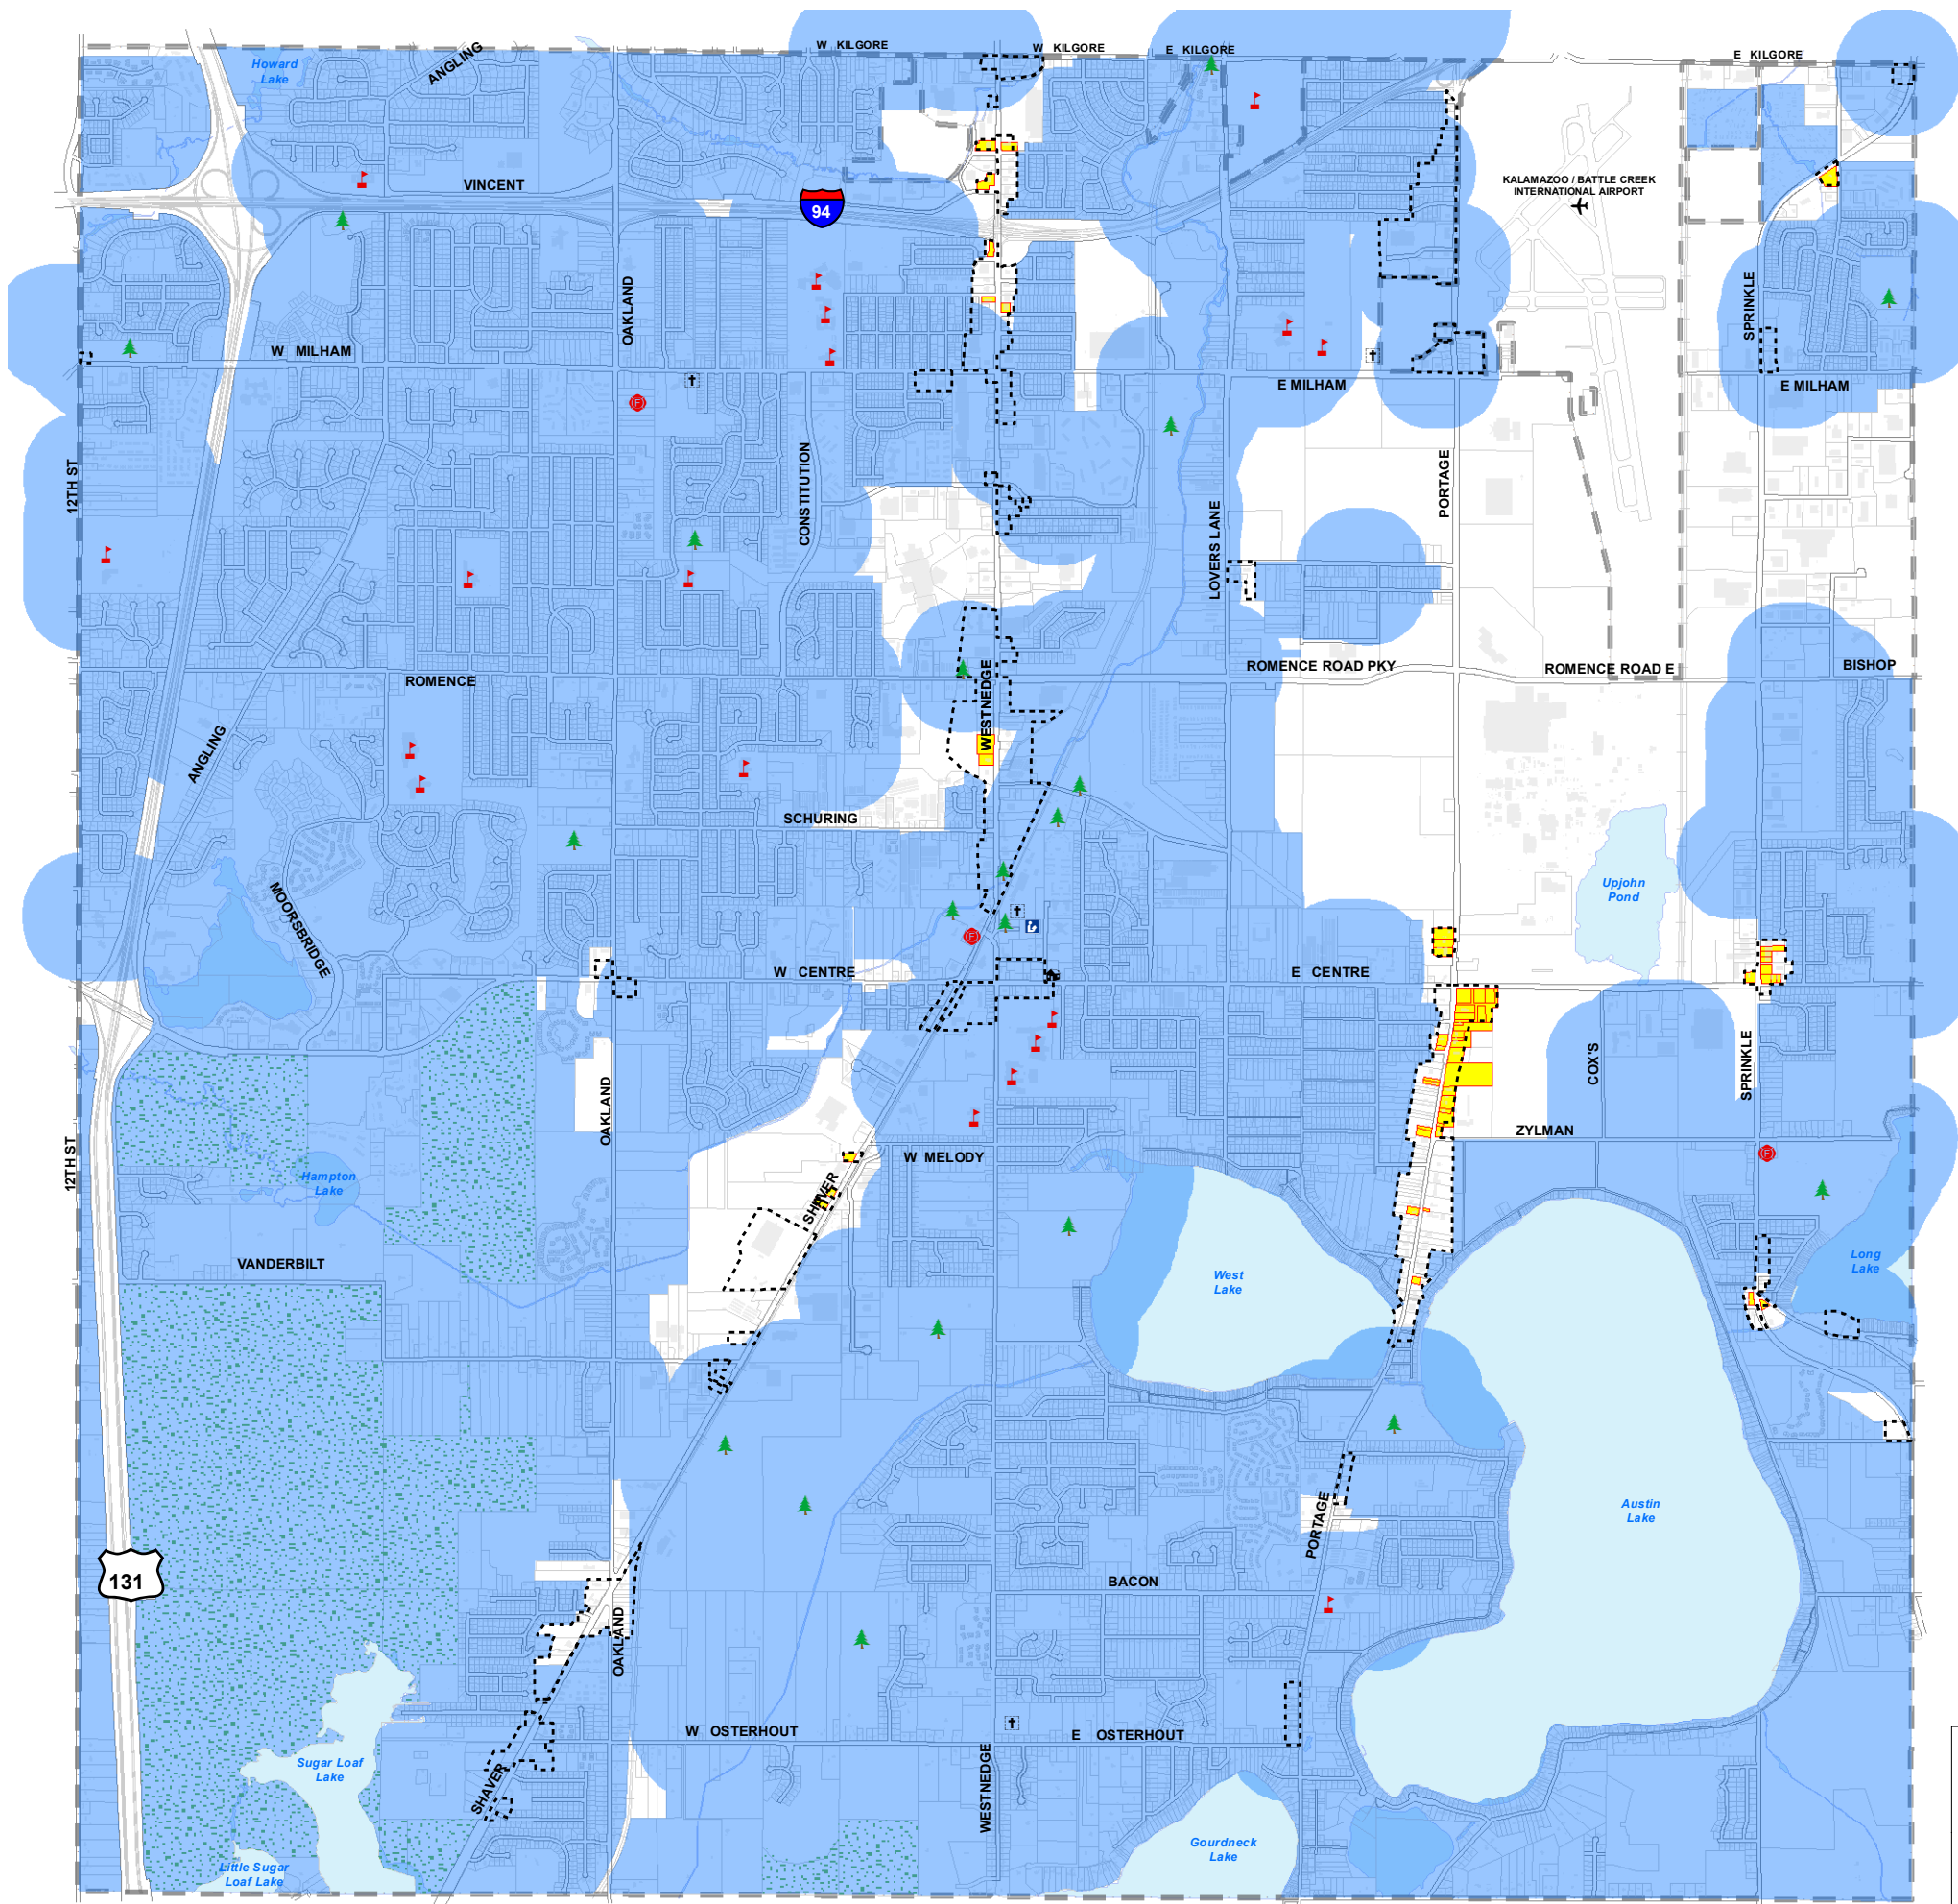 W KILGORE
W KILGORE
E KILGORE
E KILGORE
Howard
Lake
ANGLING
VINCENT
94
KALAMAZOO / BATTLE CREEK
INTERNATIONAL AIRPORT
OAKLAND
SPRINKLE
W MILHAM
E MILHAM
E MILHAM
F
12TH ST
CONSTITUTION
PORTAGE
LOVERS LANE
ROMENCE
WESTNEDGE
ROMENCE ROAD PKY
ROMENCE ROAD E
BISHOP
ANGLING
SCHURING
MOORSBRIDGE
Upjohn
Pond
F
W CENTRE
E CENTRE
OAKLAND
COX'S
SPRINKLE
12TH ST
ZYLMAN
F
W MELODY
Hampton
Lake
SHAVER
VANDERBILT
West
Lake
Long
Lake
Austin
Lake
PORTAGE
131
BACON
OAKLAND
W OSTERHOUT
E OSTERHOUT
Sugar Loaf
Lake
SHAVER
WESTNEDGE
Gourdneck
Lake
Little Sugar
Loaf Lake